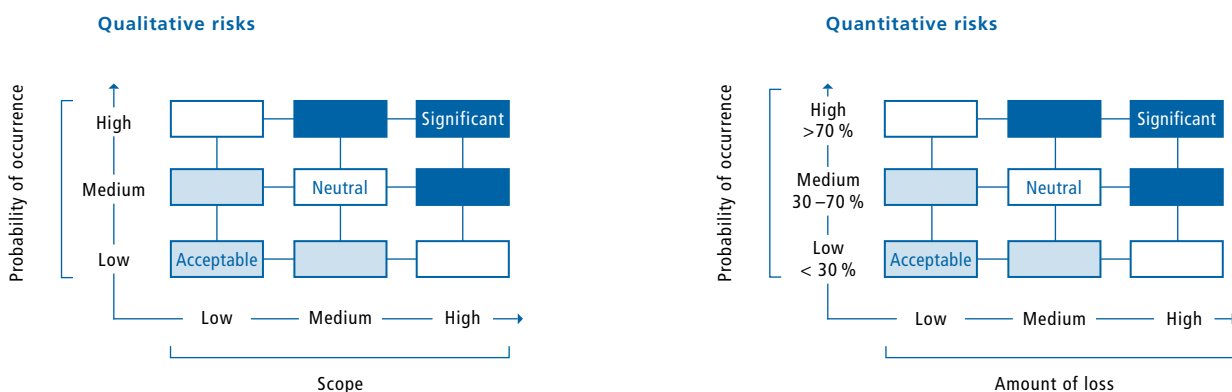 Qualitative risks
Probability of occurrence
High
Significant
Medium
Neutral
Low
Acceptable
Low
Medium
High
Scope
Quantitative risks
Probability of occurrence
High
>70 %
Significant
Medium
30 –70 %
Neutral
Low
< 30 %
Acceptable
Low
Medium
High
Amount of loss